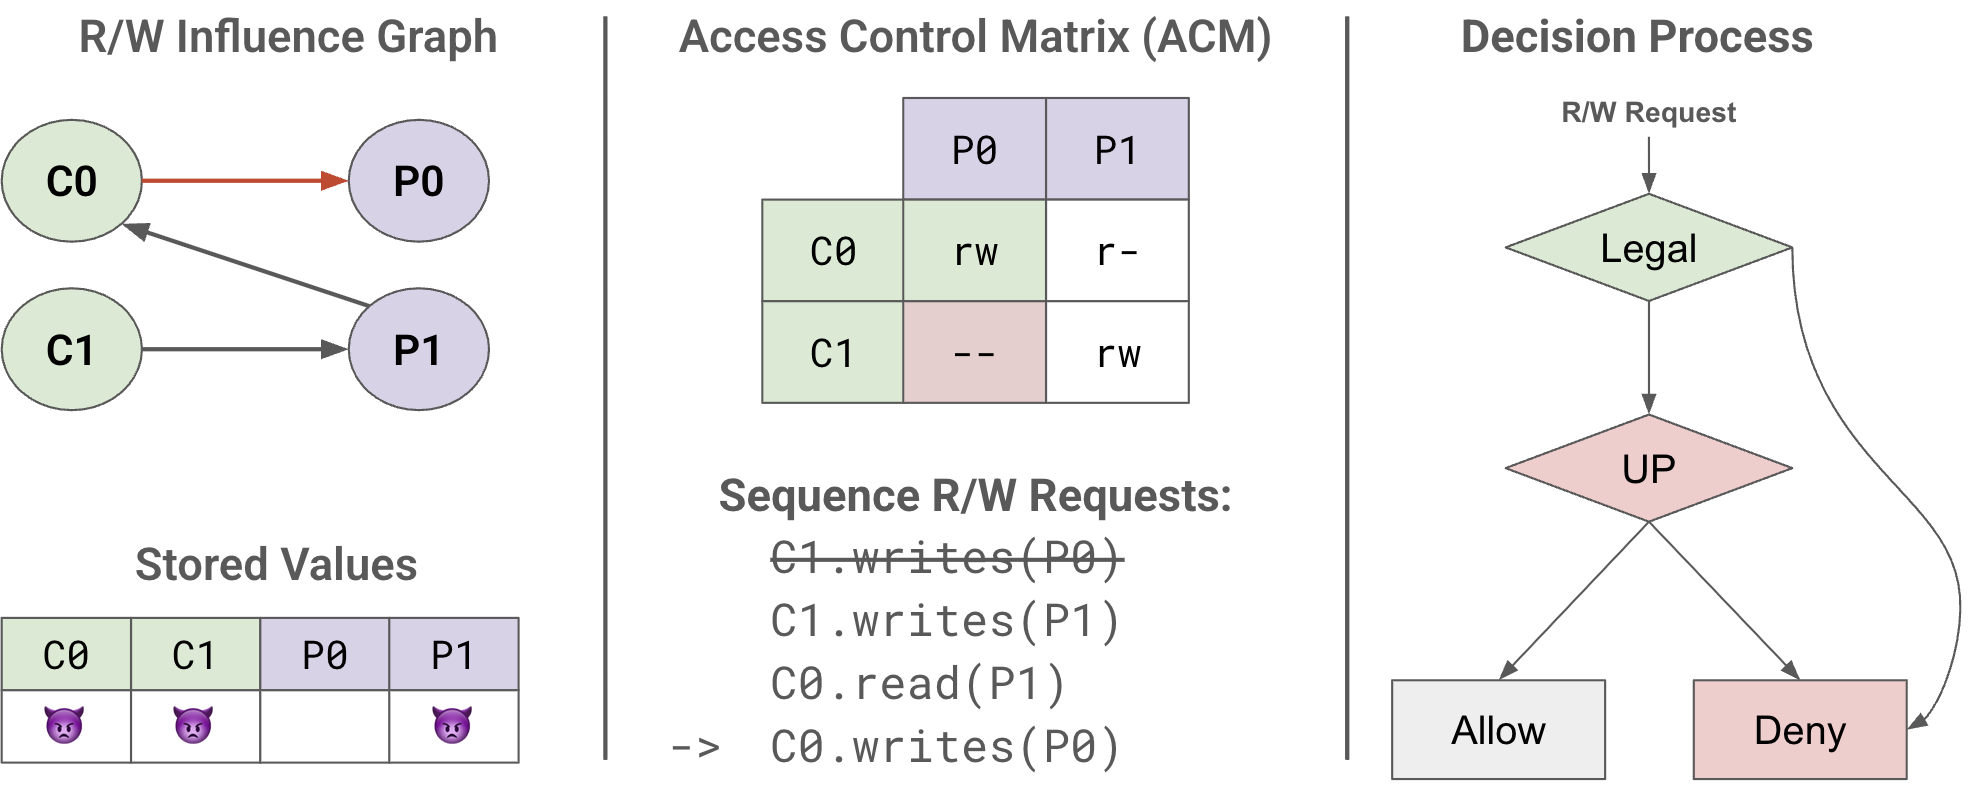 R/W Influence Graph
C0
P0
C1
P1
Stored Values
C0 C1 P0 P1
Access Control Matrix (ACM)
P0 P1
C0 rw r-
C1 -- rw
Sequence R/W Requests:
C1.writes(P0)
C1.writes(P1)
C0.read(P1)
-> C0.writes(P0)
Decision Process
R/W Request
Legal
UP
Allow
Deny